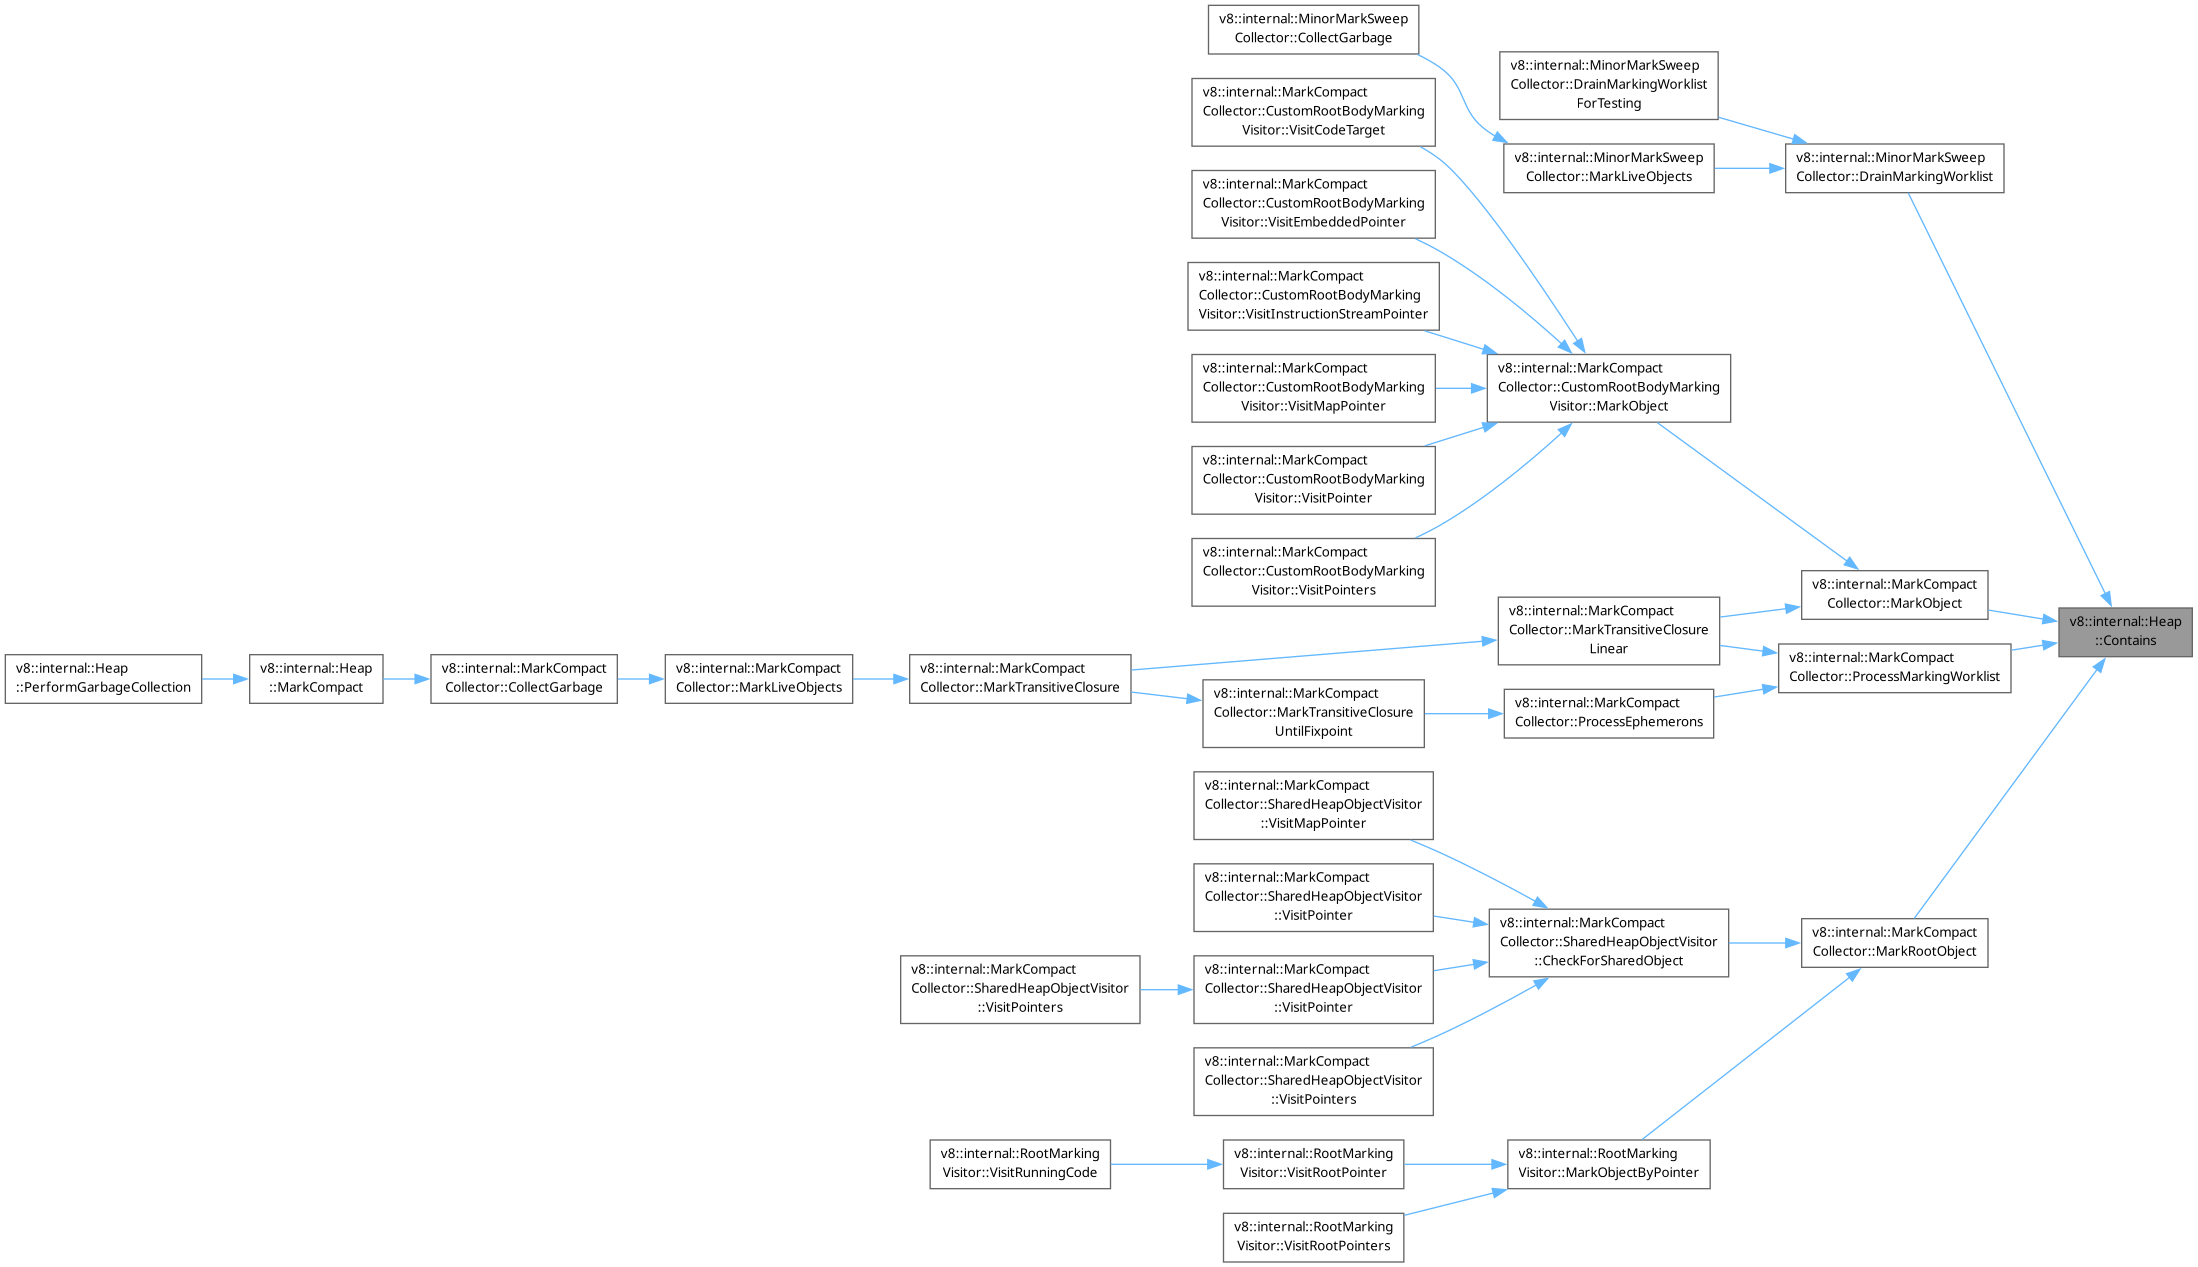 v8::internal::MinorMarkSweep
Collector::CollectGarbage
v8::internal::MinorMarkSweep
Collector::DrainMarkingWorklist
ForTesting
v8::internal::MarkCompact
Collector::CustomRootBodyMarking
Visitor::VisitCodeTarget
v8::internal::MinorMarkSweep
Collector::MarkLiveObjects
v8::internal::MinorMarkSweep
Collector::DrainMarkingWorklist
v8::internal::MarkCompact
Collector::CustomRootBodyMarking
Visitor::VisitEmbeddedPointer
v8::internal::MarkCompact
Collector::CustomRootBodyMarking
Visitor::VisitInstructionStreamPointer
v8::internal::MarkCompact
Collector::CustomRootBodyMarking
Visitor::VisitMapPointer
v8::internal::MarkCompact
Collector::CustomRootBodyMarking
Visitor::MarkObject
v8::internal::MarkCompact
Collector::CustomRootBodyMarking
Visitor::VisitPointer
v8::internal::MarkCompact
Collector::CustomRootBodyMarking
Visitor::VisitPointers
v8::internal::MarkCompact
Collector::MarkObject
v8::internal::MarkCompact
Collector::MarkTransitiveClosure
Linear
v8::internal::Heap
::Contains
v8::internal::Heap
::PerformGarbageCollection
v8::internal::Heap
::MarkCompact
v8::internal::MarkCompact
Collector::CollectGarbage
v8::internal::MarkCompact
Collector::MarkLiveObjects
v8::internal::MarkCompact
Collector::MarkTransitiveClosure
v8::internal::MarkCompact
Collector::ProcessMarkingWorklist
v8::internal::MarkCompact
Collector::MarkTransitiveClosure
UntilFixpoint
v8::internal::MarkCompact
Collector::ProcessEphemerons
v8::internal::MarkCompact
Collector::SharedHeapObjectVisitor
::VisitMapPointer
v8::internal::MarkCompact
Collector::SharedHeapObjectVisitor
::VisitPointer
v8::internal::MarkCompact
Collector::SharedHeapObjectVisitor
::CheckForSharedObject
v8::internal::MarkCompact
Collector::MarkRootObject
v8::internal::MarkCompact
Collector::SharedHeapObjectVisitor
::VisitPointers
v8::internal::MarkCompact
Collector::SharedHeapObjectVisitor
::VisitPointer
v8::internal::MarkCompact
Collector::SharedHeapObjectVisitor
::VisitPointers
v8::internal::RootMarking
Visitor::VisitRunningCode
v8::internal::RootMarking
Visitor::VisitRootPointer
v8::internal::RootMarking
Visitor::MarkObjectByPointer
v8::internal::RootMarking
Visitor::VisitRootPointers